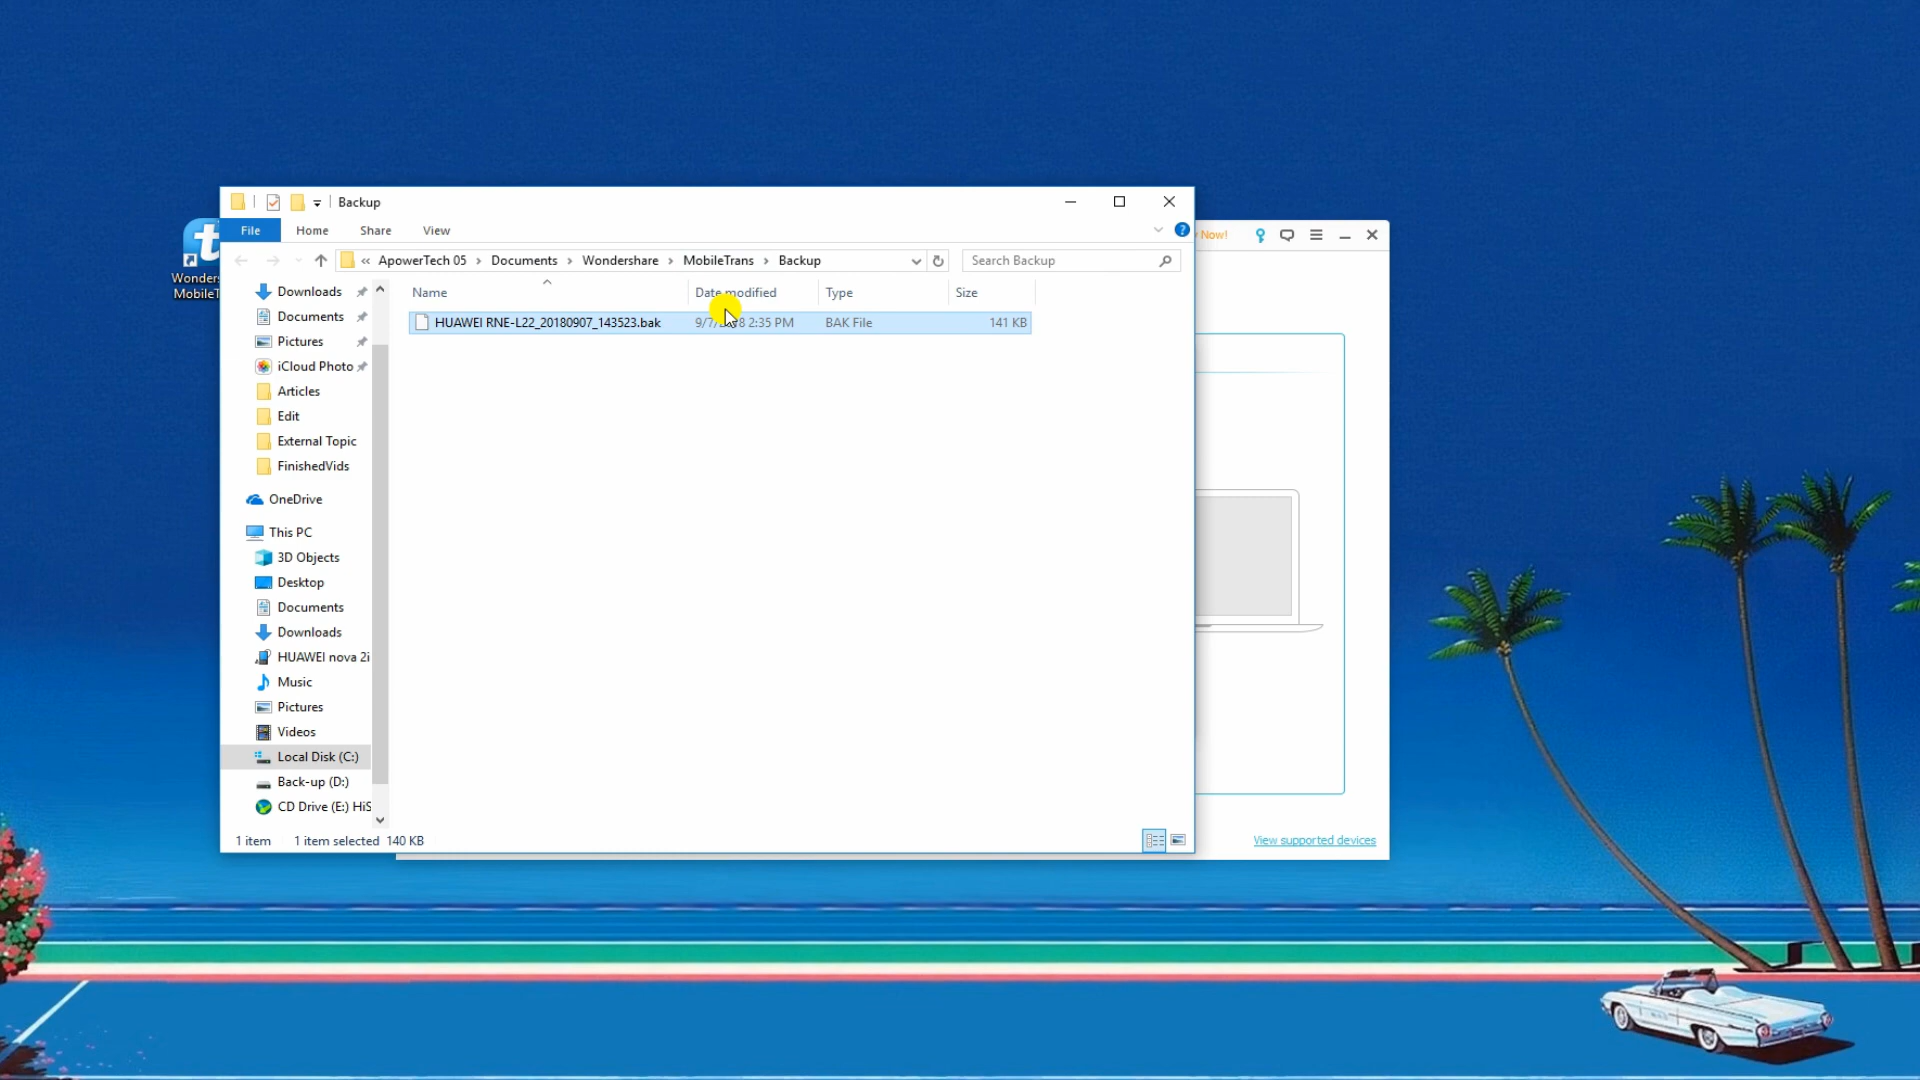 Backup
File Home Share View
« ApowerTech 05 › Documents › Wondershare › MobileTrans › Backup
Search Backup
Name Date modified Type Size
HUAWEI RNE-L22_20180907_143523.bak 2:35 PM BAK File 141 KB
Downloads
Documents
Pictures
iCloud Photo
Articles
Edit
External Topic
FinishedVids
OneDrive
This PC
3D Objects
Desktop
Documents
Downloads
HUAWEI nova 2i
Music
Pictures
Videos
Local Disk (C:)
Back-up (D:)
CD Drive (E:) HiS
1 item 1 item selected 140 KB
Wonders
MobileT
Now!
View supported devices